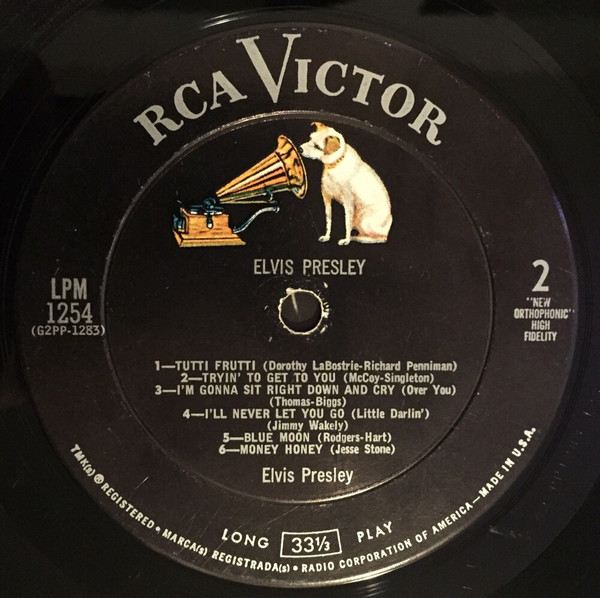 RCA VICTOR
ELVIS PRESLEY
LPM
1254
(G2PP-1283)
2
"NEW
ORTHOPHONIC"
HIGH
FIDELITY
1—TUTTI FRUTTI (Dorothy LaBostrie-Richard Penniman)
2—TRYIN' TO GET TO YOU (McCoy-Singleton)
3—I'M GONNA SIT RIGHT DOWN AND CRY (Over You)
(Thomas-Biggs)
4—I'LL NEVER LET YOU GO (Little Darlin')
(Jimmy Wakely)
5—BLUE MOON (Rodgers-Hart)
6—MONEY HONEY (Jesse Stone)
Elvis Presley
LONG 33⅓ PLAY
TMK(s) ® REGISTERED • MARCA(s) REGISTRADA(s) • RADIO CORPORATION OF AMERICA—MADE IN U.S.A.